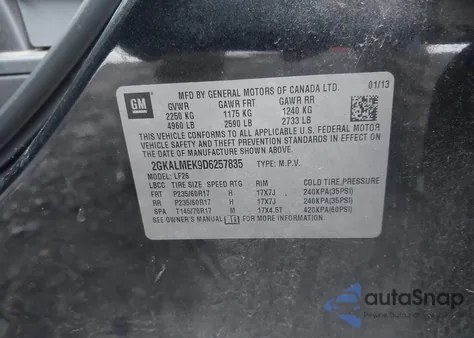 GM
MFD BY GENERAL MOTORS OF CANADA LTD. 01/13
GVWR GAWR FRT GAWR RR
2250 KG 1175 KG 1240 KG
4960 LB 2590 LB 2733 LB
THIS VEHICLE CONFORMS TO ALL APPLICABLE U.S. FEDERAL MOTOR
VEHICLE SAFETY AND THEFT PREVENTION STANDARDS IN EFFECT
ON THE DATE OF MANUFACTURE SHOWN ABOVE.
2GKALMEK9D6257835 TYPE: M.P.V.
MODEL: LF26
LBCC TIRE SIZE SPEED RTG RIM COLD TIRE PRESSURE
FRT P235/60R17 H 17X7J 240KPA(35PSI)
RR P235/60R17 H 17X7J 240KPA(35PSI)
SPA T145/70R17 M 17X4.5T 420KPA(60PSI)
SEE OWNER'S MANUAL FOR MORE INFORMATION.
autoSnap